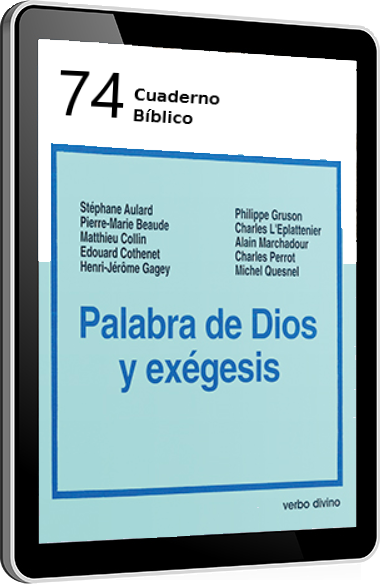 74 Cuaderno
Bíblico
Stéphane Aulard
Pierre-Marie Beaude
Matthieu Collin
Edouard Cothenet
Henri-Jérôme Gagey
Philippe Gruson
Charles L'Eplattenier
Alain Marchadour
Charles Perrot
Michel Quesnel
Palabra de Dios
y exégesis
verbo divino